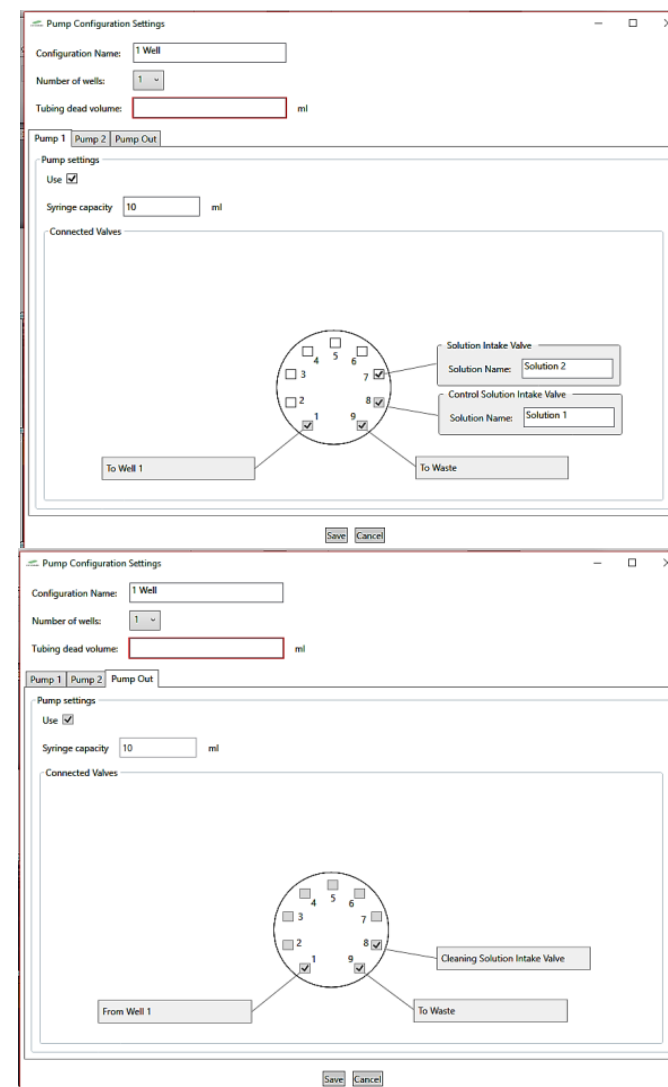 Pump Configuration Settings
Configuration Name: 1 Well
Number of wells: 1
Tubing dead volume: ml
Pump 1 Pump 2 Pump Out
Pump settings
Use
Syringe capacity 10 ml
Connected Valves
5
4 6
3 7
2 8
1 9
Solution Intake Valve
Solution Name: Solution 2
Control Solution Intake Valve
Solution Name: Solution 1
To Well 1 To Waste
Save Cancel
Pump Configuration Settings
Configuration Name: 1 Well
Number of wells: 1
Tubing dead volume: ml
Pump 1 Pump 2 Pump Out
Pump settings
Use
Syringe capacity 10 ml
Connected Valves
5
4 6
3 7
2 8
1 9
Cleaning Solution Intake Valve
From Well 1 To Waste
Save Cancel